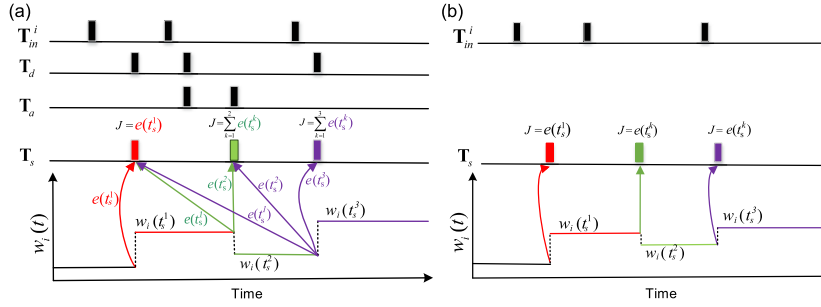 (a)
T_in^i
T_d
T_a
J = e(t_s^1)
J = ∑_{k=1}^{2} e(t_s^k)
J = ∑_{k=1}^{3} e(t_s^k)
T_s
e(t_s^1)
e(t_s^1)
e(t_s^2)
e(t_s^2)
e(t_s^1)
e(t_s^3)
w_i(t)
w_i(t_s^1)
w_i(t_s^2)
w_i(t_s^3)
Time
(b)
T_in^i
J = e(t_s^1)
J = e(t_s^k)
J = e(t_s^k)
T_s
w_i(t)
w_i(t_s^1)
w_i(t_s^2)
w_i(t_s^3)
Time